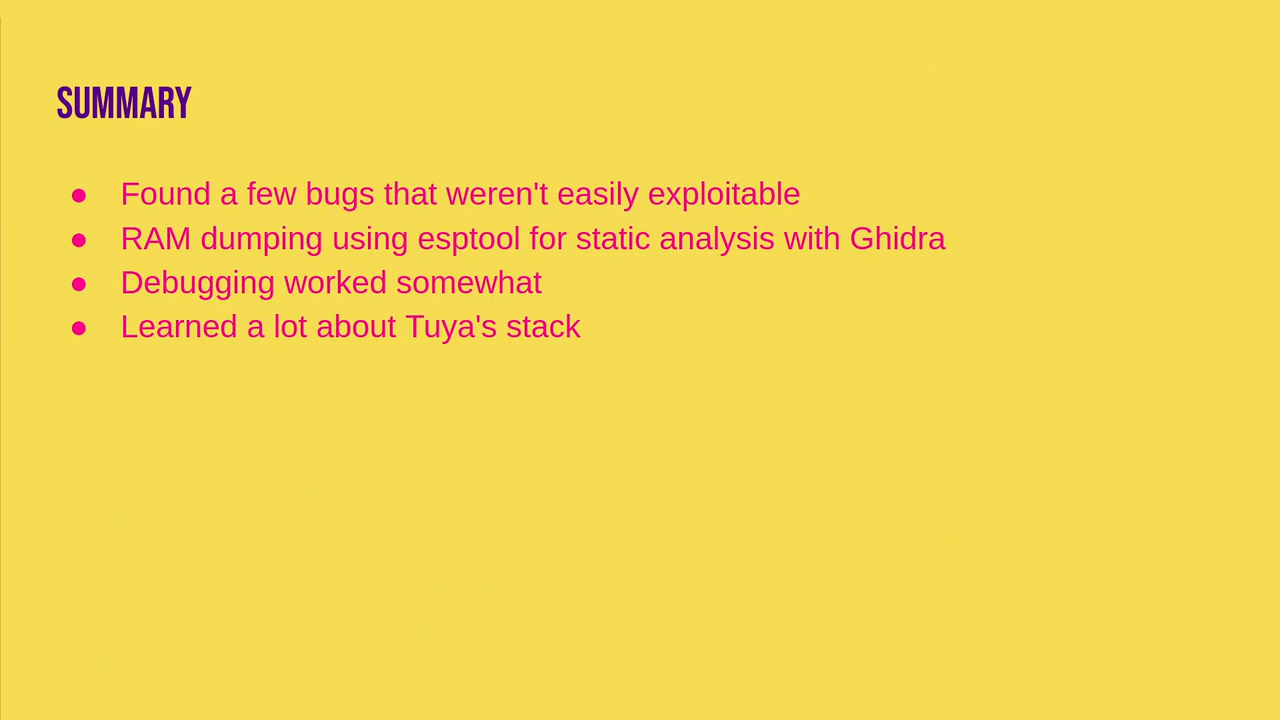 SUMMARY
● Found a few bugs that weren't easily exploitable
● RAM dumping using esptool for static analysis with Ghidra
● Debugging worked somewhat
● Learned a lot about Tuya's stack